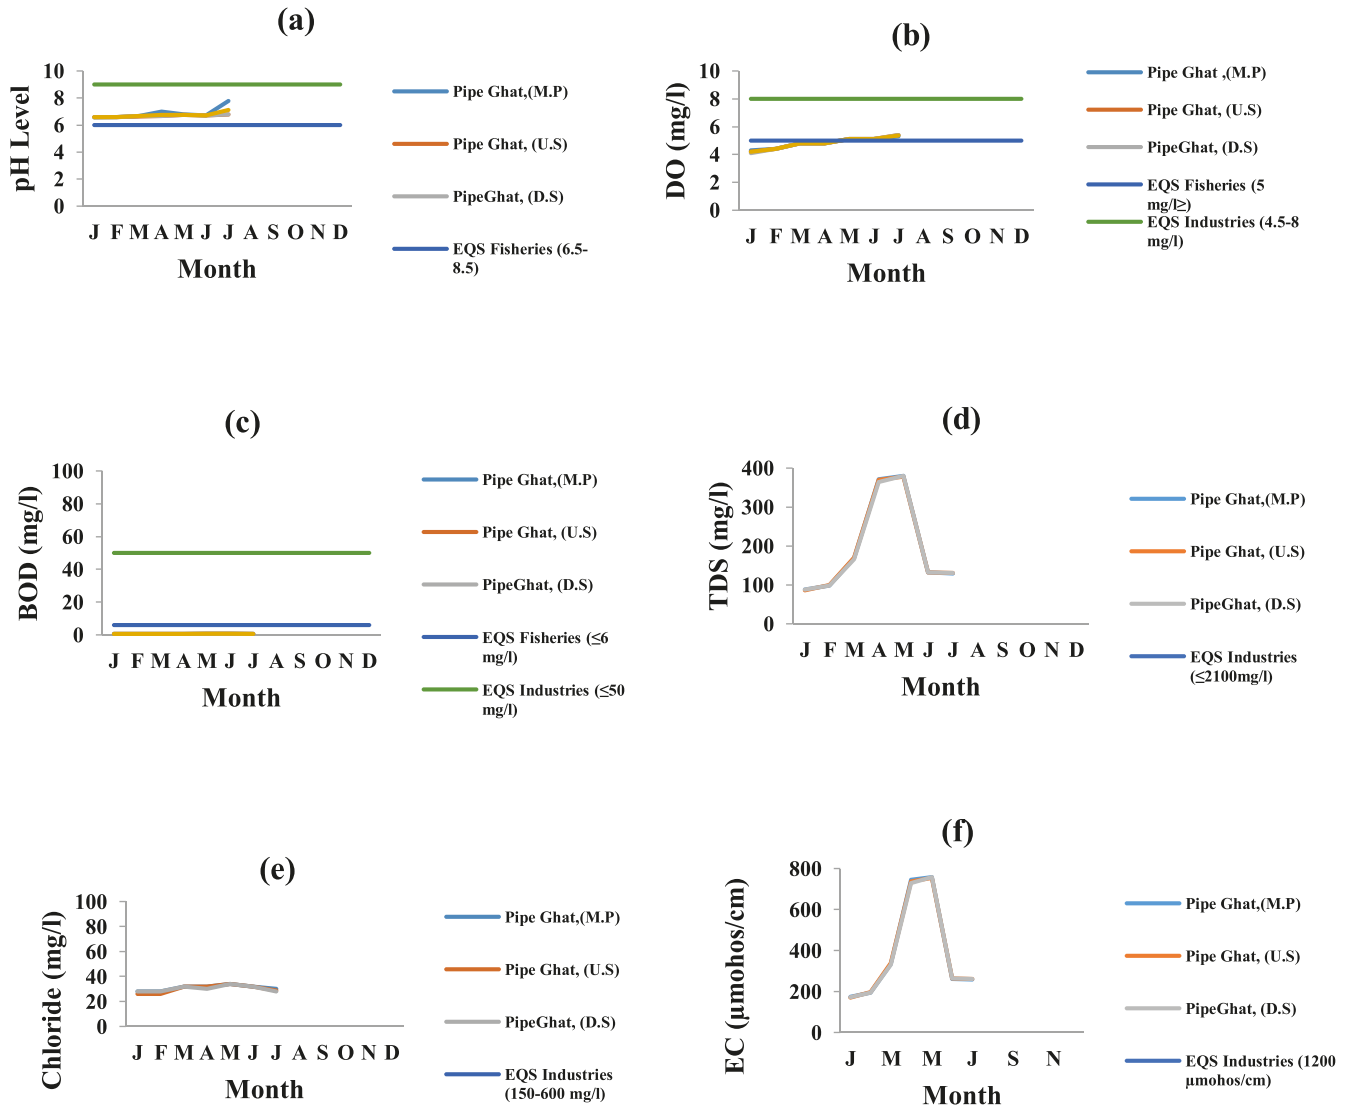 (a)
pH Level
10
8
6
4
2
0
J F M A M J J A S O N D
Month
Pipe Ghat,(M.P)
Pipe Ghat, (U.S)
PipeGhat, (D.S)
EQS Fisheries (6.5-
8.5)
(b)
DO (mg/l)
10
8
6
4
2
0
J F M A M J J A S O N D
Month
Pipe Ghat ,(M.P)
Pipe Ghat, (U.S)
PipeGhat, (D.S)
EQS Fisheries (5
mg/l≥)
EQS Industries (4.5-8
mg/l)
(c)
BOD (mg/l)
100
80
60
40
20
0
J F M A M J J A S O N D
Month
Pipe Ghat,(M.P)
Pipe Ghat, (U.S)
PipeGhat, (D.S)
EQS Fisheries (≤6
mg/l)
EQS Industries (≤50
mg/l)
(d)
TDS (mg/l)
400
300
200
100
0
J F M A M J J A S O N D
Month
Pipe Ghat,(M.P)
Pipe Ghat, (U.S)
PipeGhat, (D.S)
EQS Industries
(≤2100mg/l)
(e)
Chloride (mg/l)
100
80
60
40
20
0
J F M A M J J A S O N D
Month
Pipe Ghat,(M.P)
Pipe Ghat, (U.S)
PipeGhat, (D.S)
EQS Industries
(150-600 mg/l)
(f)
EC (µmohos/cm)
800
600
400
200
0
J M M J S N
Month
Pipe Ghat,(M.P)
Pipe Ghat, (U.S)
PipeGhat, (D.S)
EQS Industries (1200
µmohos/cm)